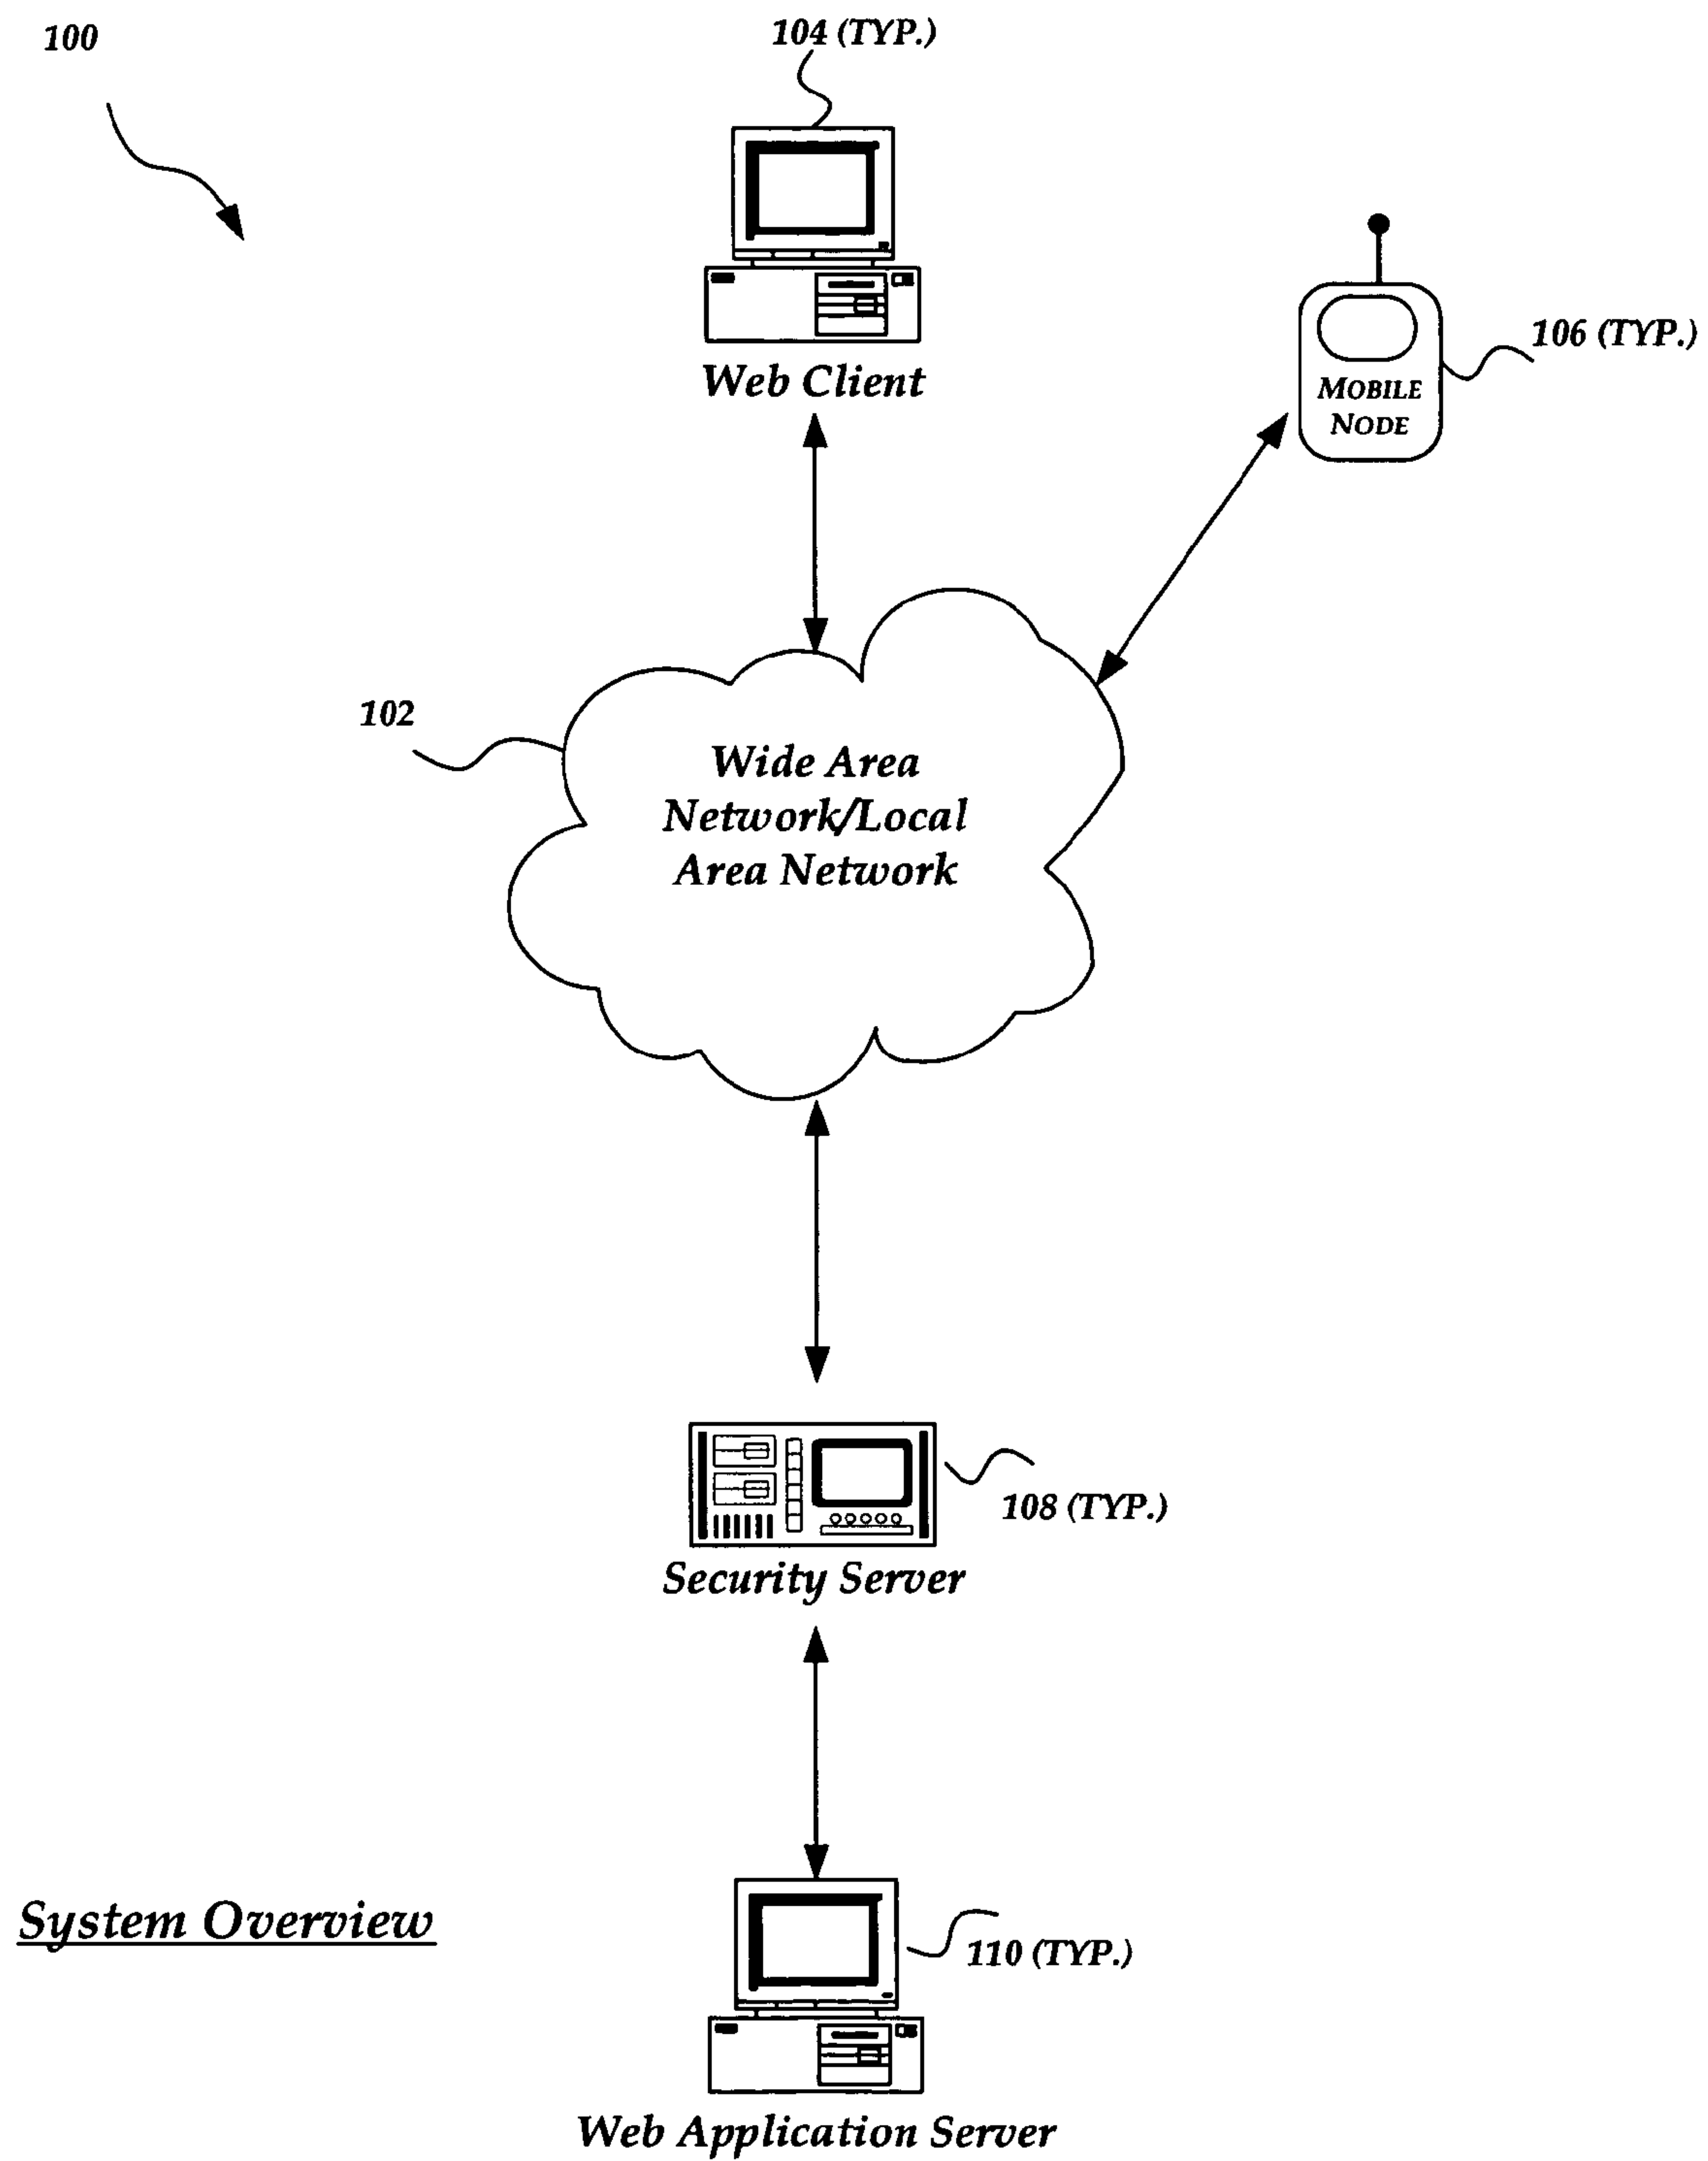 100
104 (TYP.)
Web Client
106 (TYP.)
MOBILE
NODE
102
Wide Area
Network/Local
Area Network
108 (TYP.)
Security Server
System Overview
110 (TYP.)
Web Application Server